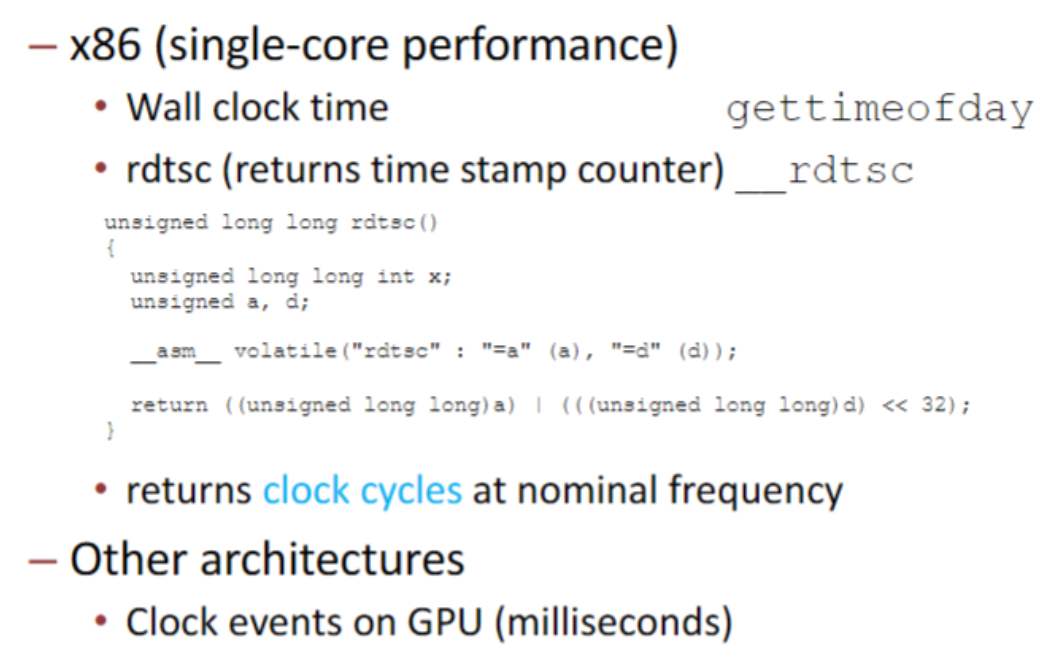 – x86 (single-core performance)
• Wall clock time gettimeofday
• rdtsc (returns time stamp counter) __rdtsc
unsigned long long rdtsc()
{
unsigned long long int x;
unsigned a, d;
__asm__ volatile("rdtsc" : "=a" (a), "=d" (d));
return ((unsigned long long)a) | (((unsigned long long)d) << 32);
}
• returns clock cycles at nominal frequency
– Other architectures
• Clock events on GPU (milliseconds)